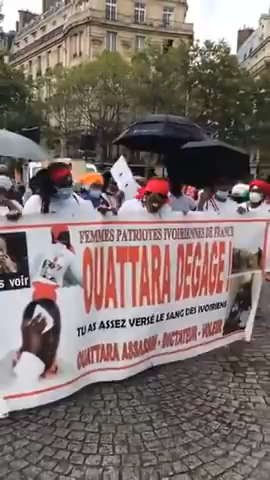 FEMMES PATRIOTES IVOIRIENNES DE FRANCE
s voir
OUATTARA DEGAGE !
TU AS ASSEZ VERSÉ LE SANG DES IVOIRIENS
OUATTARA ASSASSIN - DICTATEUR - VOLEUR